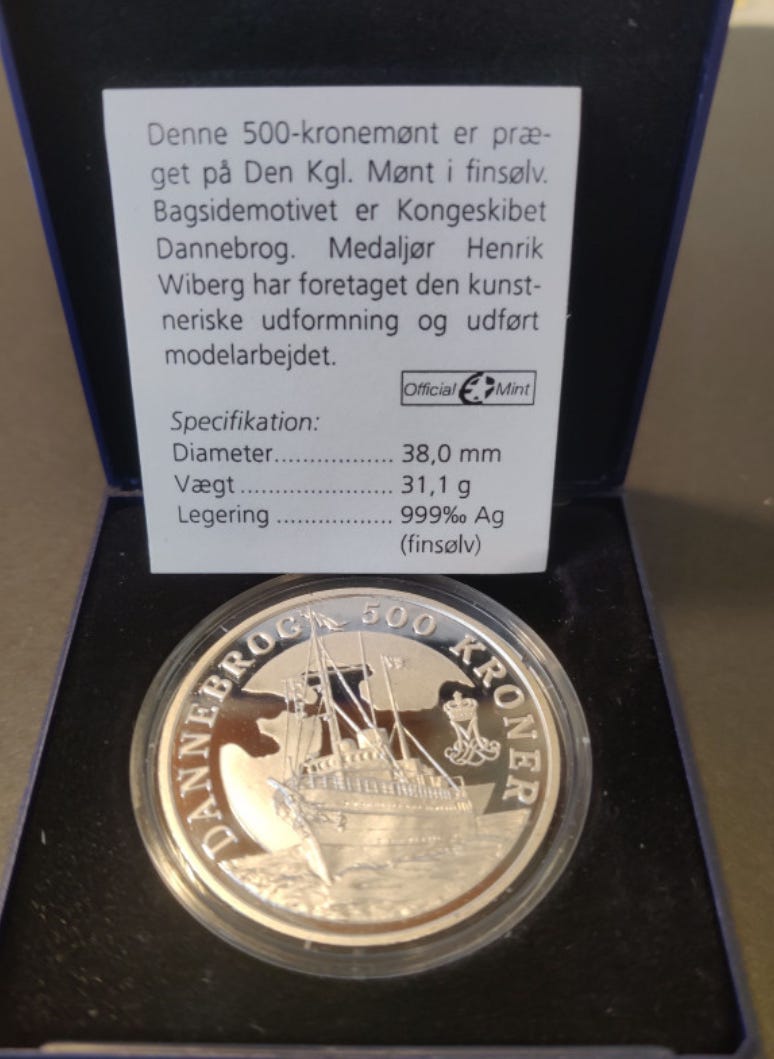 Denne 500-kronemønt er præ-
get på Den Kgl. Mønt i finsølv.
Bagsidemotivet er Kongeskibet
Dannebrog. Medaljør Henrik
Wiberg har foretaget den kunst-
neriske udformning og udført
modelarbejdet.
Official Mint
Specifikation:
Diameter................. 38,0 mm
Vægt ...................... 31,1 g
Legering ................. 999‰ Ag
(finsølv)
DANNEBROG 500 KRONER